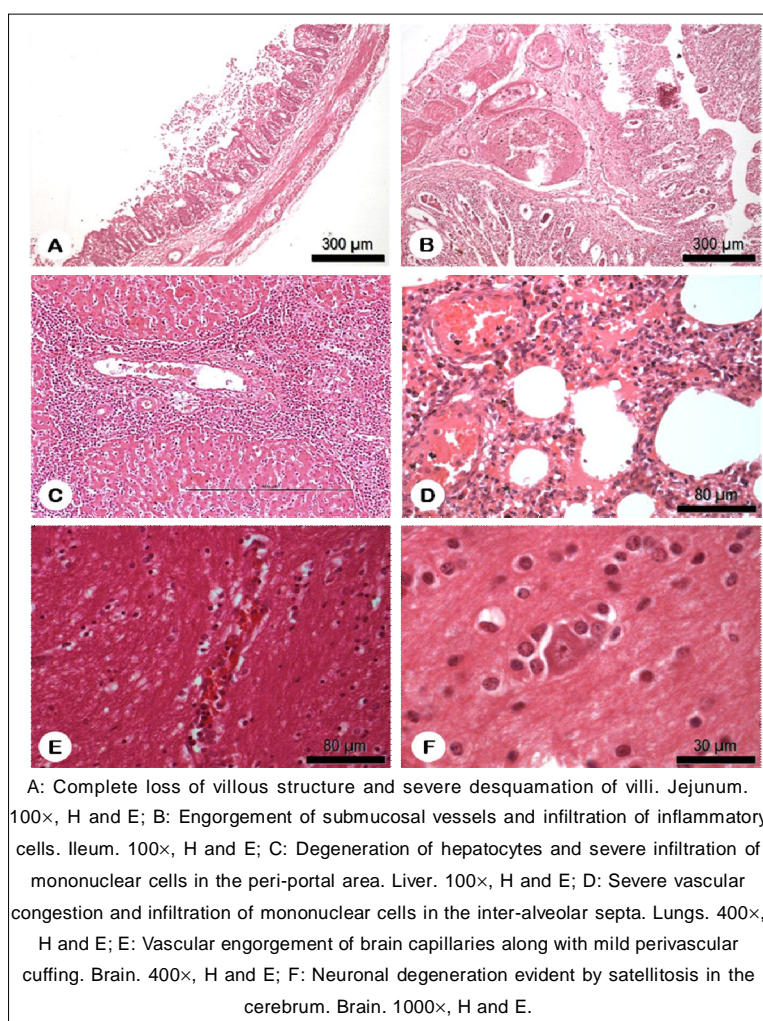 A
300 µm
B
300 µm
C
D
80 µm
E
80 µm
F
30 µm
A: Complete loss of villous structure and severe desquamation of villi. Jejunum.
100×, H and E; B: Engorgement of submucosal vessels and infiltration of inflammatory
cells. Ileum. 100×, H and E; C: Degeneration of hepatocytes and severe infiltration of
mononuclear cells in the peri-portal area. Liver. 100×, H and E; D: Severe vascular
congestion and infiltration of mononuclear cells in the inter-alveolar septa. Lungs. 400×,
H and E; E: Vascular engorgement of brain capillaries along with mild perivascular
cuffing. Brain. 400×, H and E; F: Neuronal degeneration evident by satellitosis in the
cerebrum. Brain. 1000×, H and E.